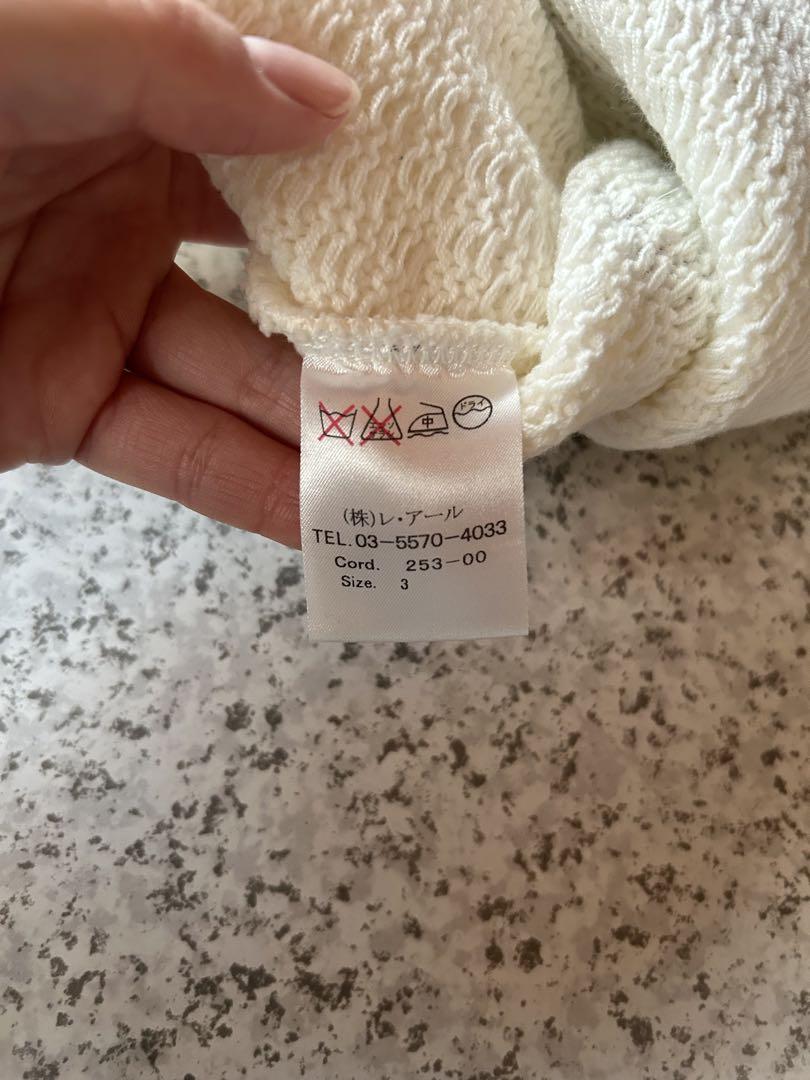 中 ドライ
(株)レ・アール
TEL.03-5570-4033
Cord. 253-00
Size. 3